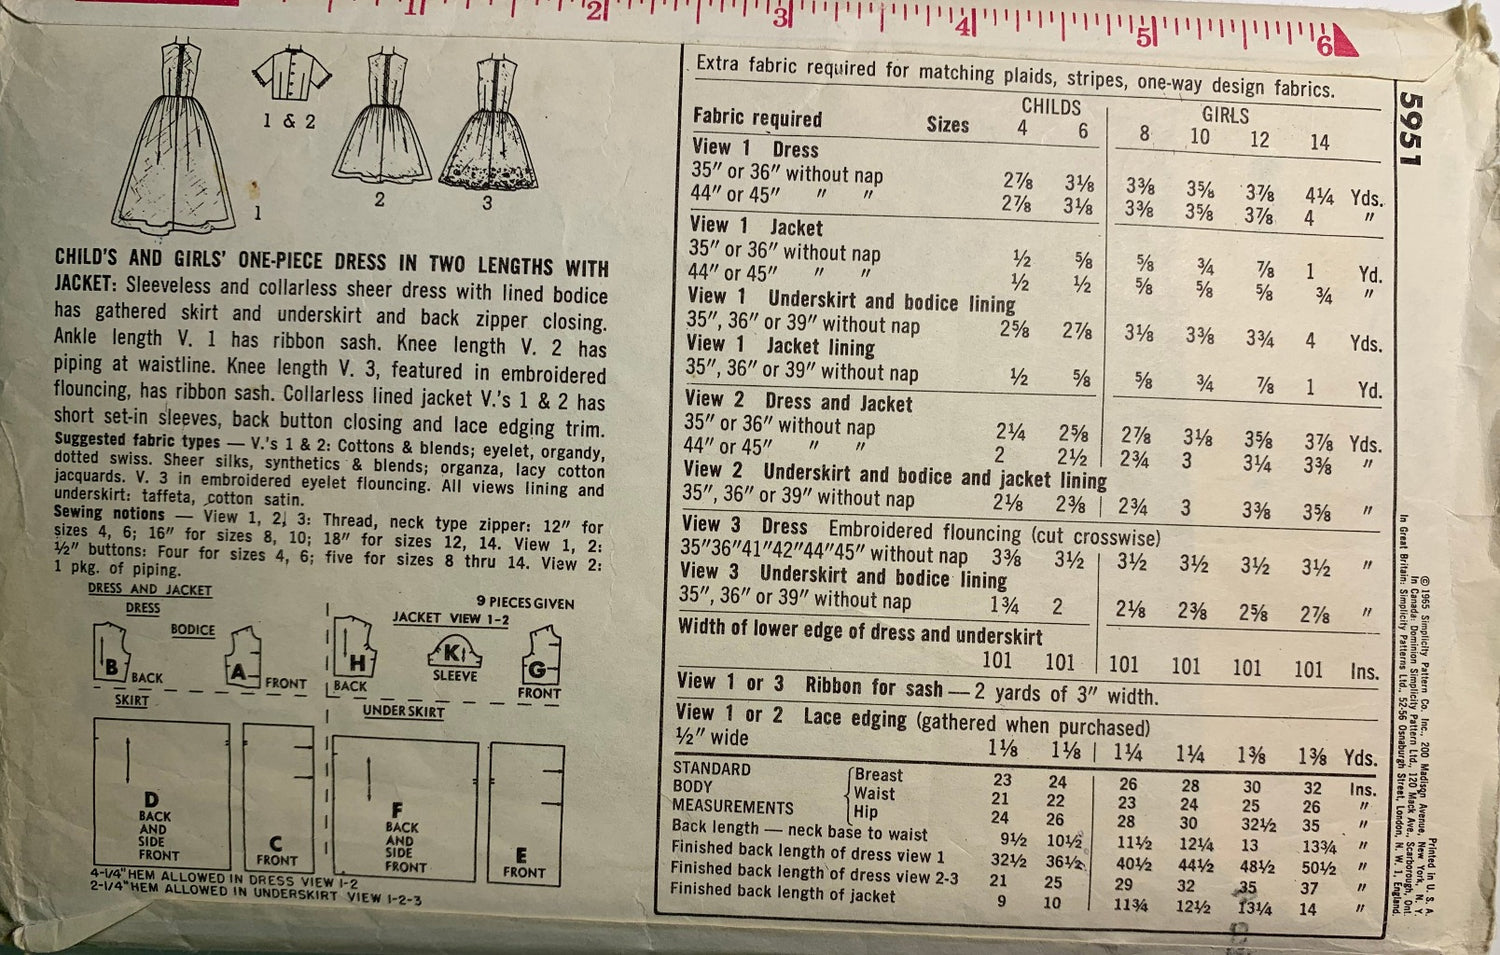 1 2 3 4 5 6
1 & 2
1
2
3
CHILD'S AND GIRLS' ONE-PIECE DRESS IN TWO LENGTHS WITH
JACKET: Sleeveless and collarless sheer dress with lined bodice
has gathered skirt and underskirt and back zipper closing.
Ankle length V. 1 has ribbon sash. Knee length V. 2 has
piping at waistline. Knee length V. 3, featured in embroidered
flouncing, has ribbon sash. Collarless lined jacket V.'s 1 & 2 has
short set-in sleeves, back button closing and lace edging trim.
Suggested fabric types — V.'s 1 & 2: Cottons & blends; eyelet, organdy,
dotted swiss. Sheer silks, synthetics & blends; organza, lacy cotton
jacquards. V. 3 in embroidered eyelet flouncing. All views lining and
underskirt: taffeta, cotton satin.
Sewing notions — View 1, 2, 3: Thread, neck type zipper: 12" for
sizes 4, 6; 16" for sizes 8, 10; 18" for sizes 12, 14. View 1, 2:
½" buttons: Four for sizes 4, 6; five for sizes 8 thru 14. View 2:
1 pkg. of piping.
DRESS AND JACKET
9 PIECES GIVEN
DRESS
JACKET VIEW 1-2
BODICE
B BACK
A FRONT
H BACK
K SLEEVE
G FRONT
SKIRT
UNDERSKIRT
D
BACK
AND
SIDE
FRONT
C
FRONT
F
BACK
AND
SIDE
FRONT
E
FRONT
4-1/4" HEM ALLOWED IN DRESS VIEW 1-2
2-1/4" HEM ALLOWED IN UNDERSKIRT VIEW 1-2-3
Extra fabric required for matching plaids, stripes, one-way design fabrics.
CHILDS GIRLS
Fabric required Sizes 4 6 8 10 12 14
View 1 Dress
35" or 36" without nap 2⅞ 3⅛ 3⅜ 3⅝ 3⅞ 4¼ Yds.
44" or 45" " " 2⅞ 3⅛ 3⅜ 3⅝ 3⅞ 4 "
View 1 Jacket
35" or 36" without nap ½ ⅝ ⅝ ¾ ⅞ 1 Yd.
44" or 45" " " ½ ½ ⅝ ⅝ ⅝ ¾ "
View 1 Underskirt and bodice lining
35", 36" or 39" without nap 2⅝ 2⅞ 3⅛ 3⅜ 3¾ 4 Yds.
View 1 Jacket lining
35", 36" or 39" without nap ½ ⅝ ⅝ ¾ ⅞ 1 Yd.
View 2 Dress and Jacket
35" or 36" without nap 2¼ 2⅝ 2⅞ 3⅛ 3⅝ 3⅞ Yds.
44" or 45" " " 2 2½ 2¾ 3 3¼ 3⅜ "
View 2 Underskirt and bodice and jacket lining
35", 36" or 39" without nap 2⅛ 2⅜ 2¾ 3 3⅜ 3⅝ "
View 3 Dress Embroidered flouncing (cut crosswise)
35"36"41"42"44"45" without nap 3⅜ 3½ 3½ 3½ 3½ 3½ "
View 3 Underskirt and bodice lining
35", 36" or 39" without nap 1¾ 2 2⅛ 2⅜ 2⅝ 2⅞ "
Width of lower edge of dress and underskirt
101 101 101 101 101 101 Ins.
View 1 or 3 Ribbon for sash — 2 yards of 3" width.
View 1 or 2 Lace edging (gathered when purchased)
½" wide 1⅛ 1⅛ 1¼ 1¼ 1⅜ 1⅜ Yds.
STANDARD BODY MEASUREMENTS
Breast 23 24 26 28 30 32 Ins.
Waist 21 22 23 24 25 26 "
Hip 24 26 28 30 32½ 35 "
Back length — neck base to waist 9½ 10½ 11½ 12¼ 13 13¾ "
Finished back length of dress view 1 32½ 36½ 40½ 44½ 48½ 50½ "
Finished back length of dress view 2-3 21 25 29 32 35 37 "
Finished back length of jacket 9 10 11¾ 12½ 13¼ 14 "
5951
Printed in U. S. A.
© 1965 Simplicity Pattern Co. Inc., 200 Madison Avenue, New York, N. Y.
In Canada: Dominion Simplicity Pattern Ltd., 120 Mack Ave., Scarborough, Ont.
In Great Britain: Simplicity Patterns Ltd., 52-56 Osnaburgh Street, London, N. W. 1, England.